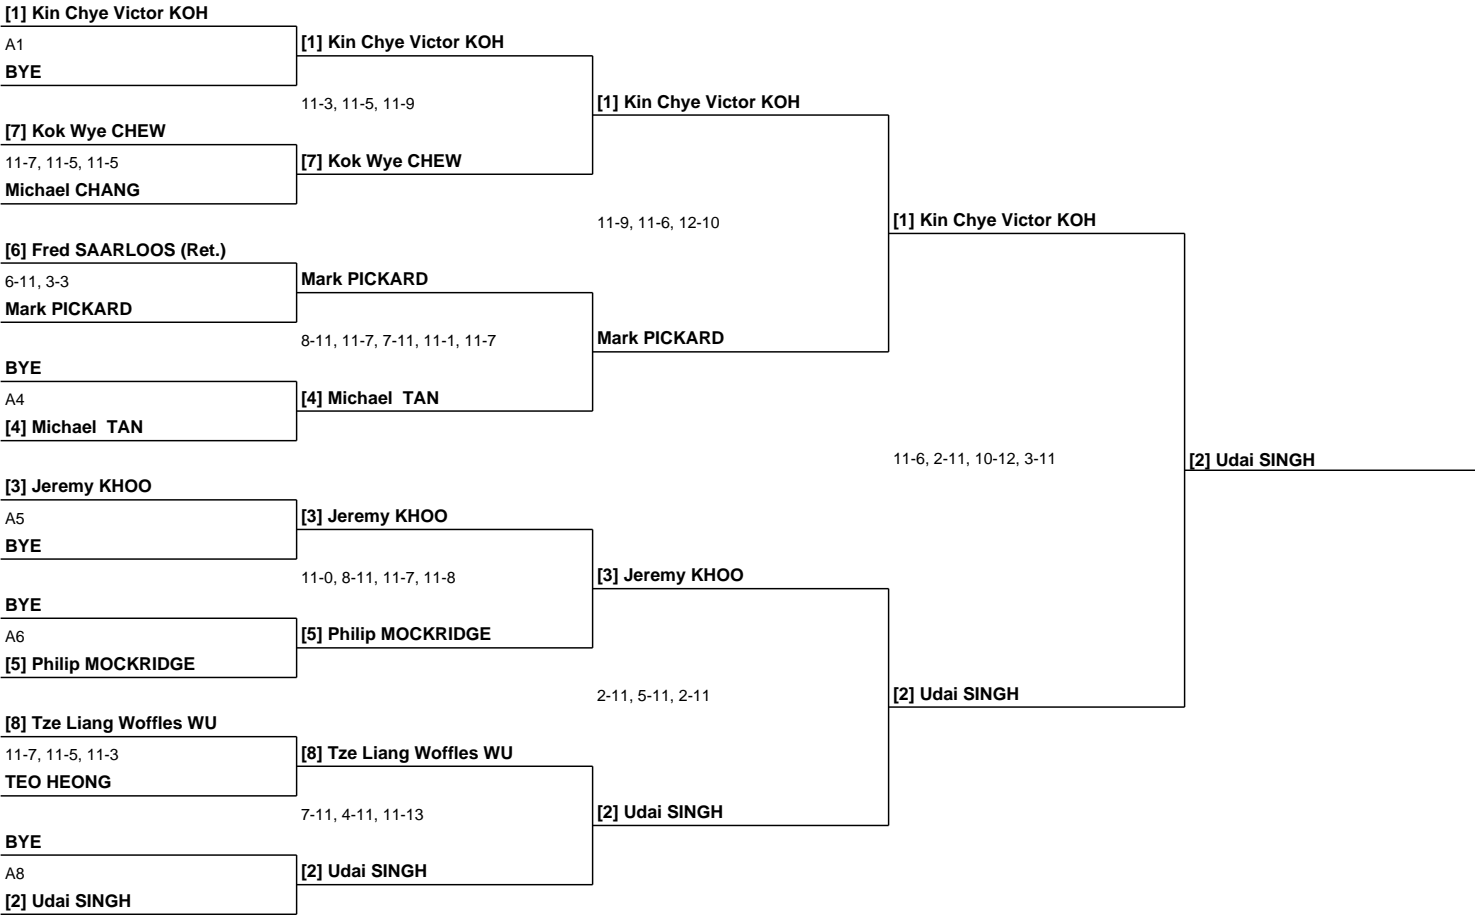 [1] Kin Chye Victor KOH
A1
BYE
[7] Kok Wye CHEW
11-7, 11-5, 11-5
Michael CHANG
[6] Fred SAARLOOS (Ret.)
6-11, 3-3
Mark PICKARD
BYE
A4
[4] Michael  TAN
[3] Jeremy KHOO
A5
BYE
BYE
A6
[5] Philip MOCKRIDGE
[8] Tze Liang Woffles WU
11-7, 11-5, 11-3
TEO HEONG
BYE
A8
[2] Udai SINGH
[1] Kin Chye Victor KOH
11-3, 11-5, 11-9
[7] Kok Wye CHEW
Mark PICKARD
8-11, 11-7, 7-11, 11-1, 11-7
[4] Michael  TAN
[3] Jeremy KHOO
11-0, 8-11, 11-7, 11-8
[5] Philip MOCKRIDGE
[8] Tze Liang Woffles WU
7-11, 4-11, 11-13
[2] Udai SINGH
[1] Kin Chye Victor KOH
11-9, 11-6, 12-10
Mark PICKARD
[3] Jeremy KHOO
2-11, 5-11, 2-11
[2] Udai SINGH
[1] Kin Chye Victor KOH
11-6, 2-11, 10-12, 3-11
[2] Udai SINGH
[2] Udai SINGH